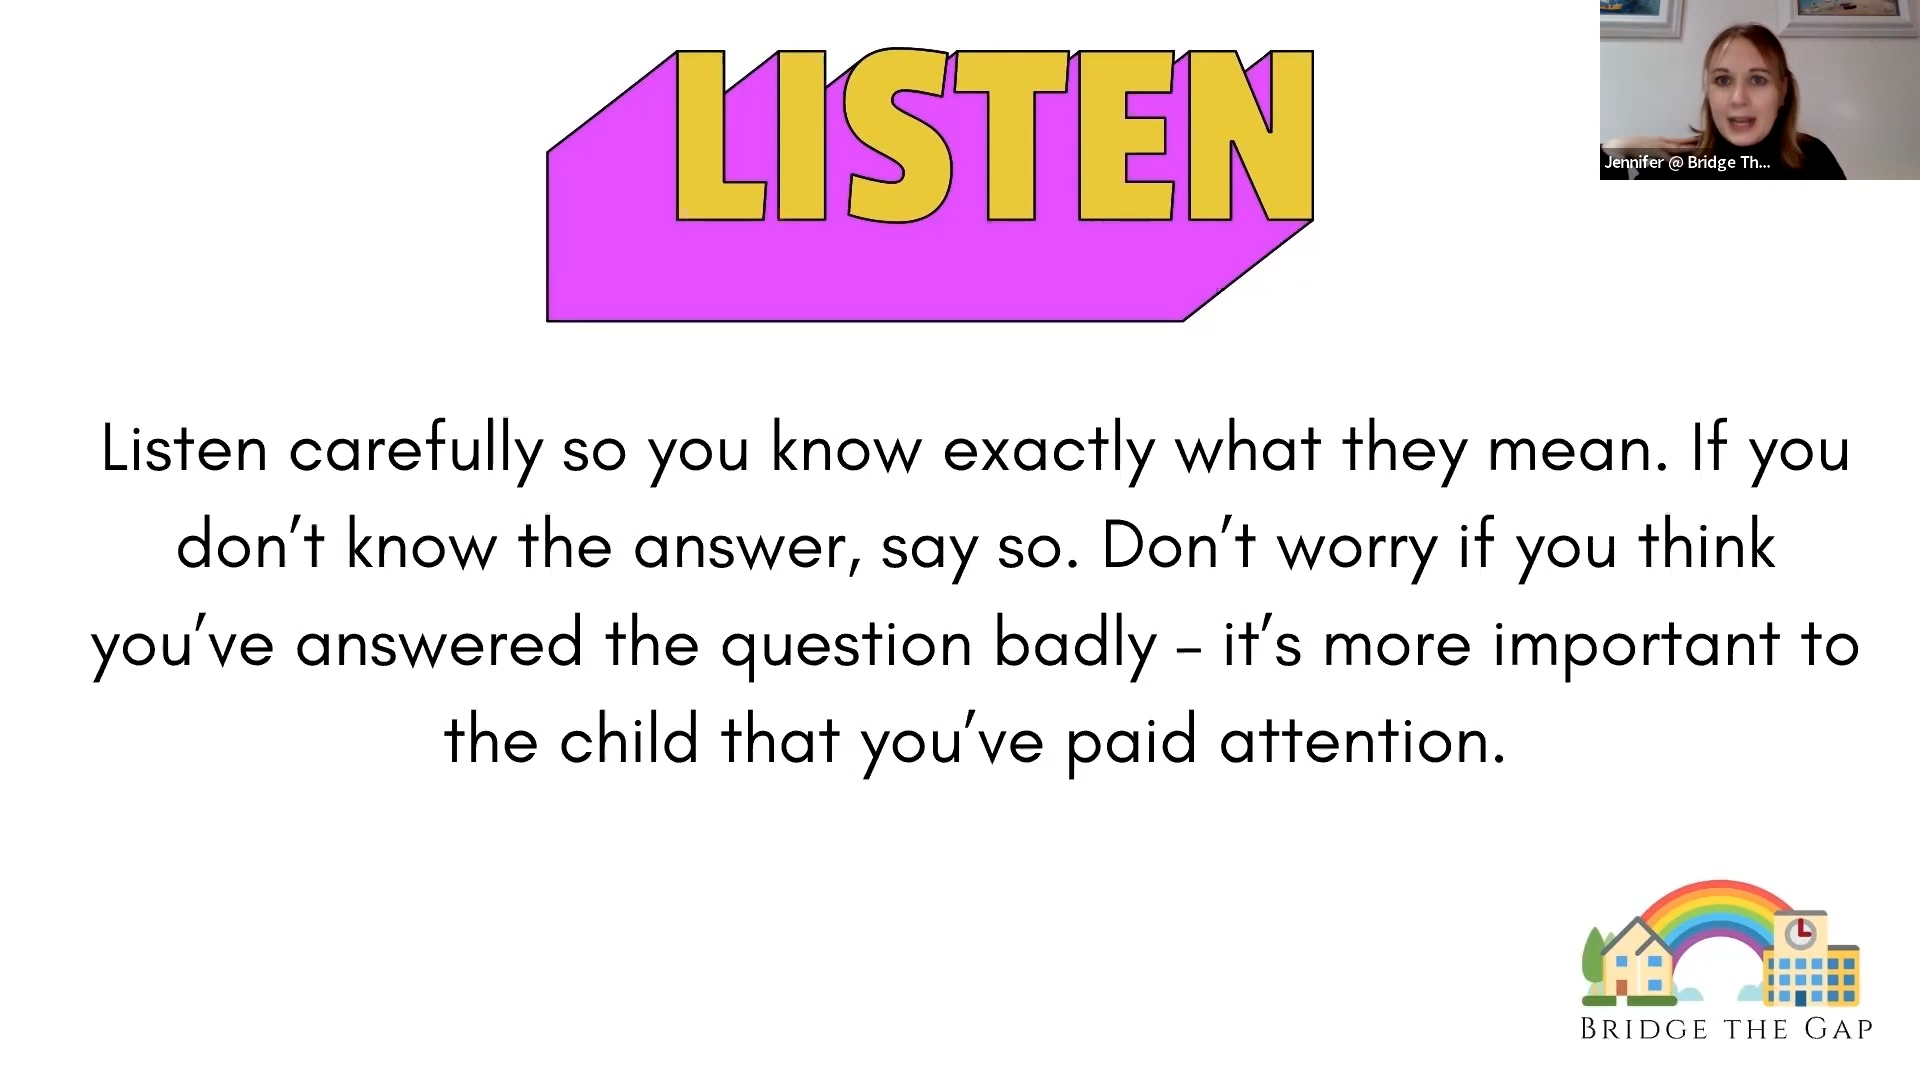 LISTEN
Jennifer @ Bridge Th...
Listen carefully so you know exactly what they mean. If you
don’t know the answer, say so. Don’t worry if you think
you’ve answered the question badly – it’s more important to
the child that you’ve paid attention.
BRIDGE THE GAP